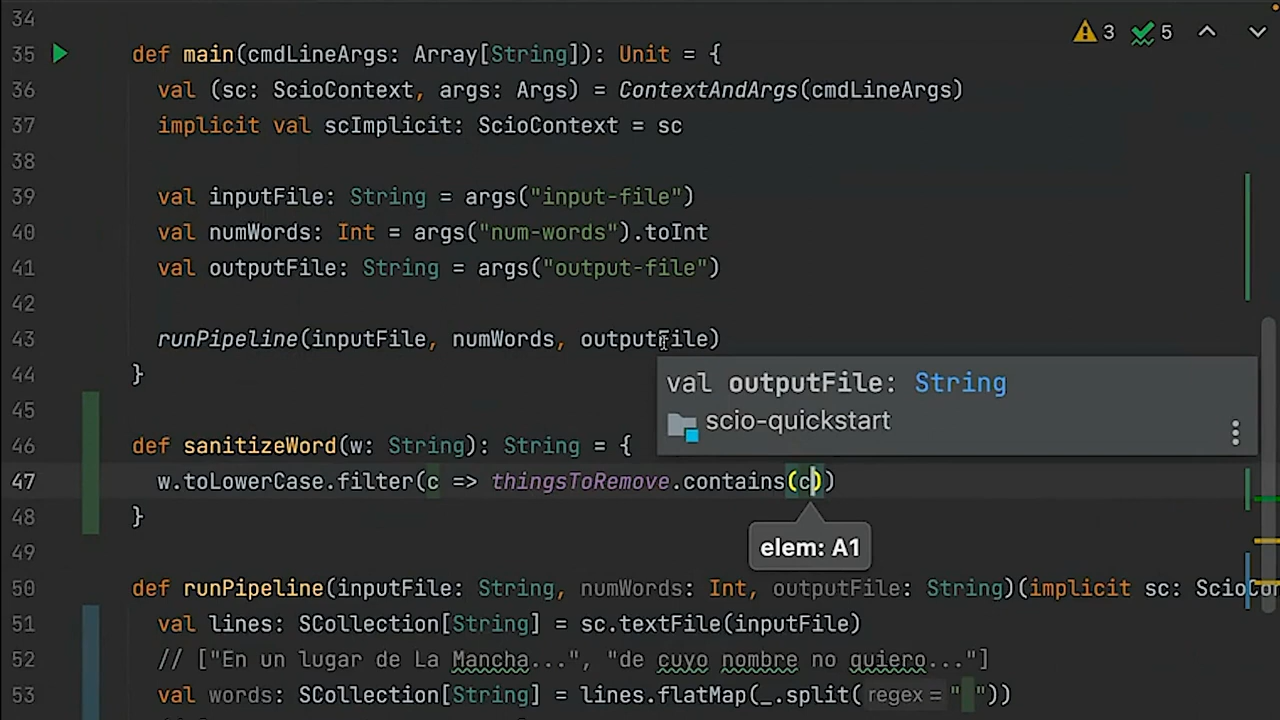 34
3
5
35 def main(cmdLineArgs: Array[String]): Unit = {
36 val (sc: ScioContext, args: Args) = ContextAndArgs(cmdLineArgs)
37 implicit val scImplicit: ScioContext = sc
38
39 val inputFile: String = args("input-file")
40 val numWords: Int = args("num-words").toInt
41 val outputFile: String = args("output-file")
42
43 runPipeline(inputFile, numWords, outputFile)
44 }
val outputFile: String
scio-quickstart
45
46 def sanitizeWord(w: String): String = {
47 w.toLowerCase.filter(c => thingsToRemove.contains(c))
48 }
elem: A1
49
50 def runPipeline(inputFile: String, numWords: Int, outputFile: String)(implicit sc: ScioCon
51 val lines: SCollection[String] = sc.textFile(inputFile)
52 // ["En un lugar de La Mancha...", "de cuyo nombre no quiero..."]
53 val words: SCollection[String] = lines.flatMap(_.split( regex = " "))